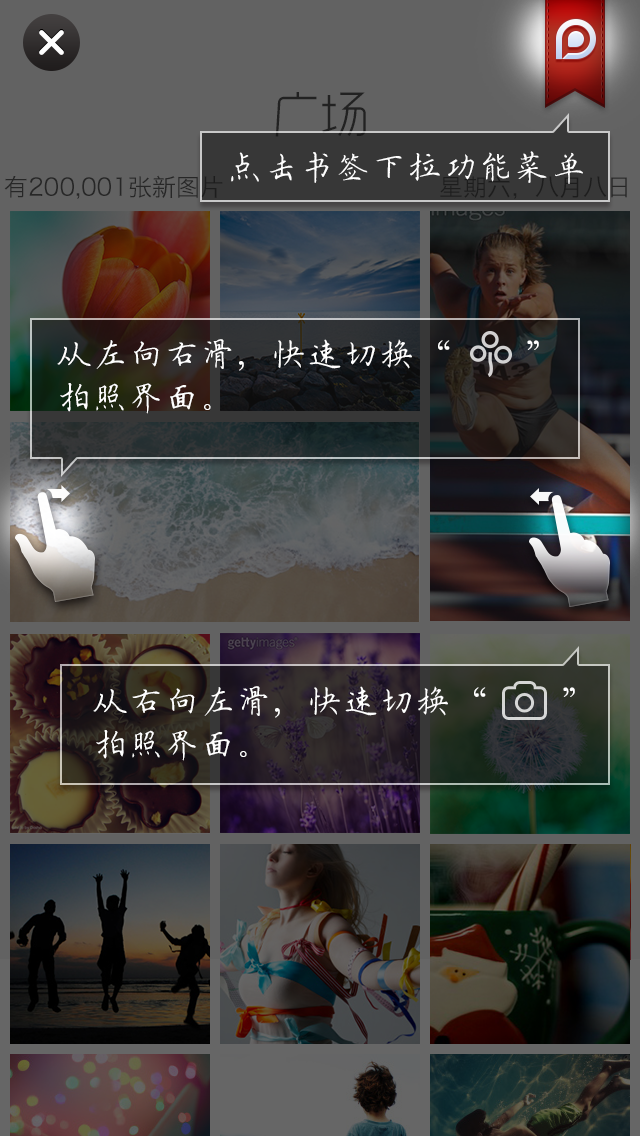 广场
点击书签下拉功能菜单
有200,001张新图片
星期六，八月八日
images
从左向右滑，快速切换“ ”
拍照界面。
gettyimages
从右向左滑，快速切换“ ”
拍照界面。